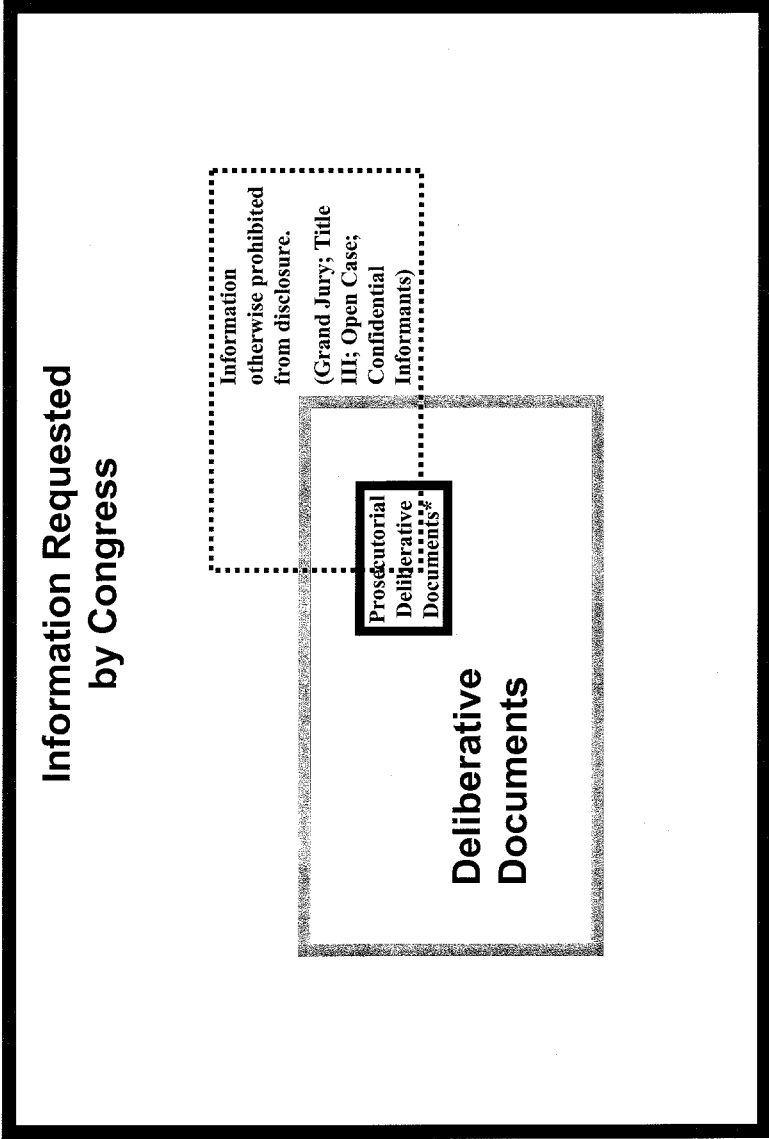 Information Requested
by Congress
Information
otherwise prohibited
from disclosure.
(Grand Jury; Title
III; Open Case;
Confidential
Informants)
Prosecutorial
Deliberative
Documents*
Deliberative
Documents